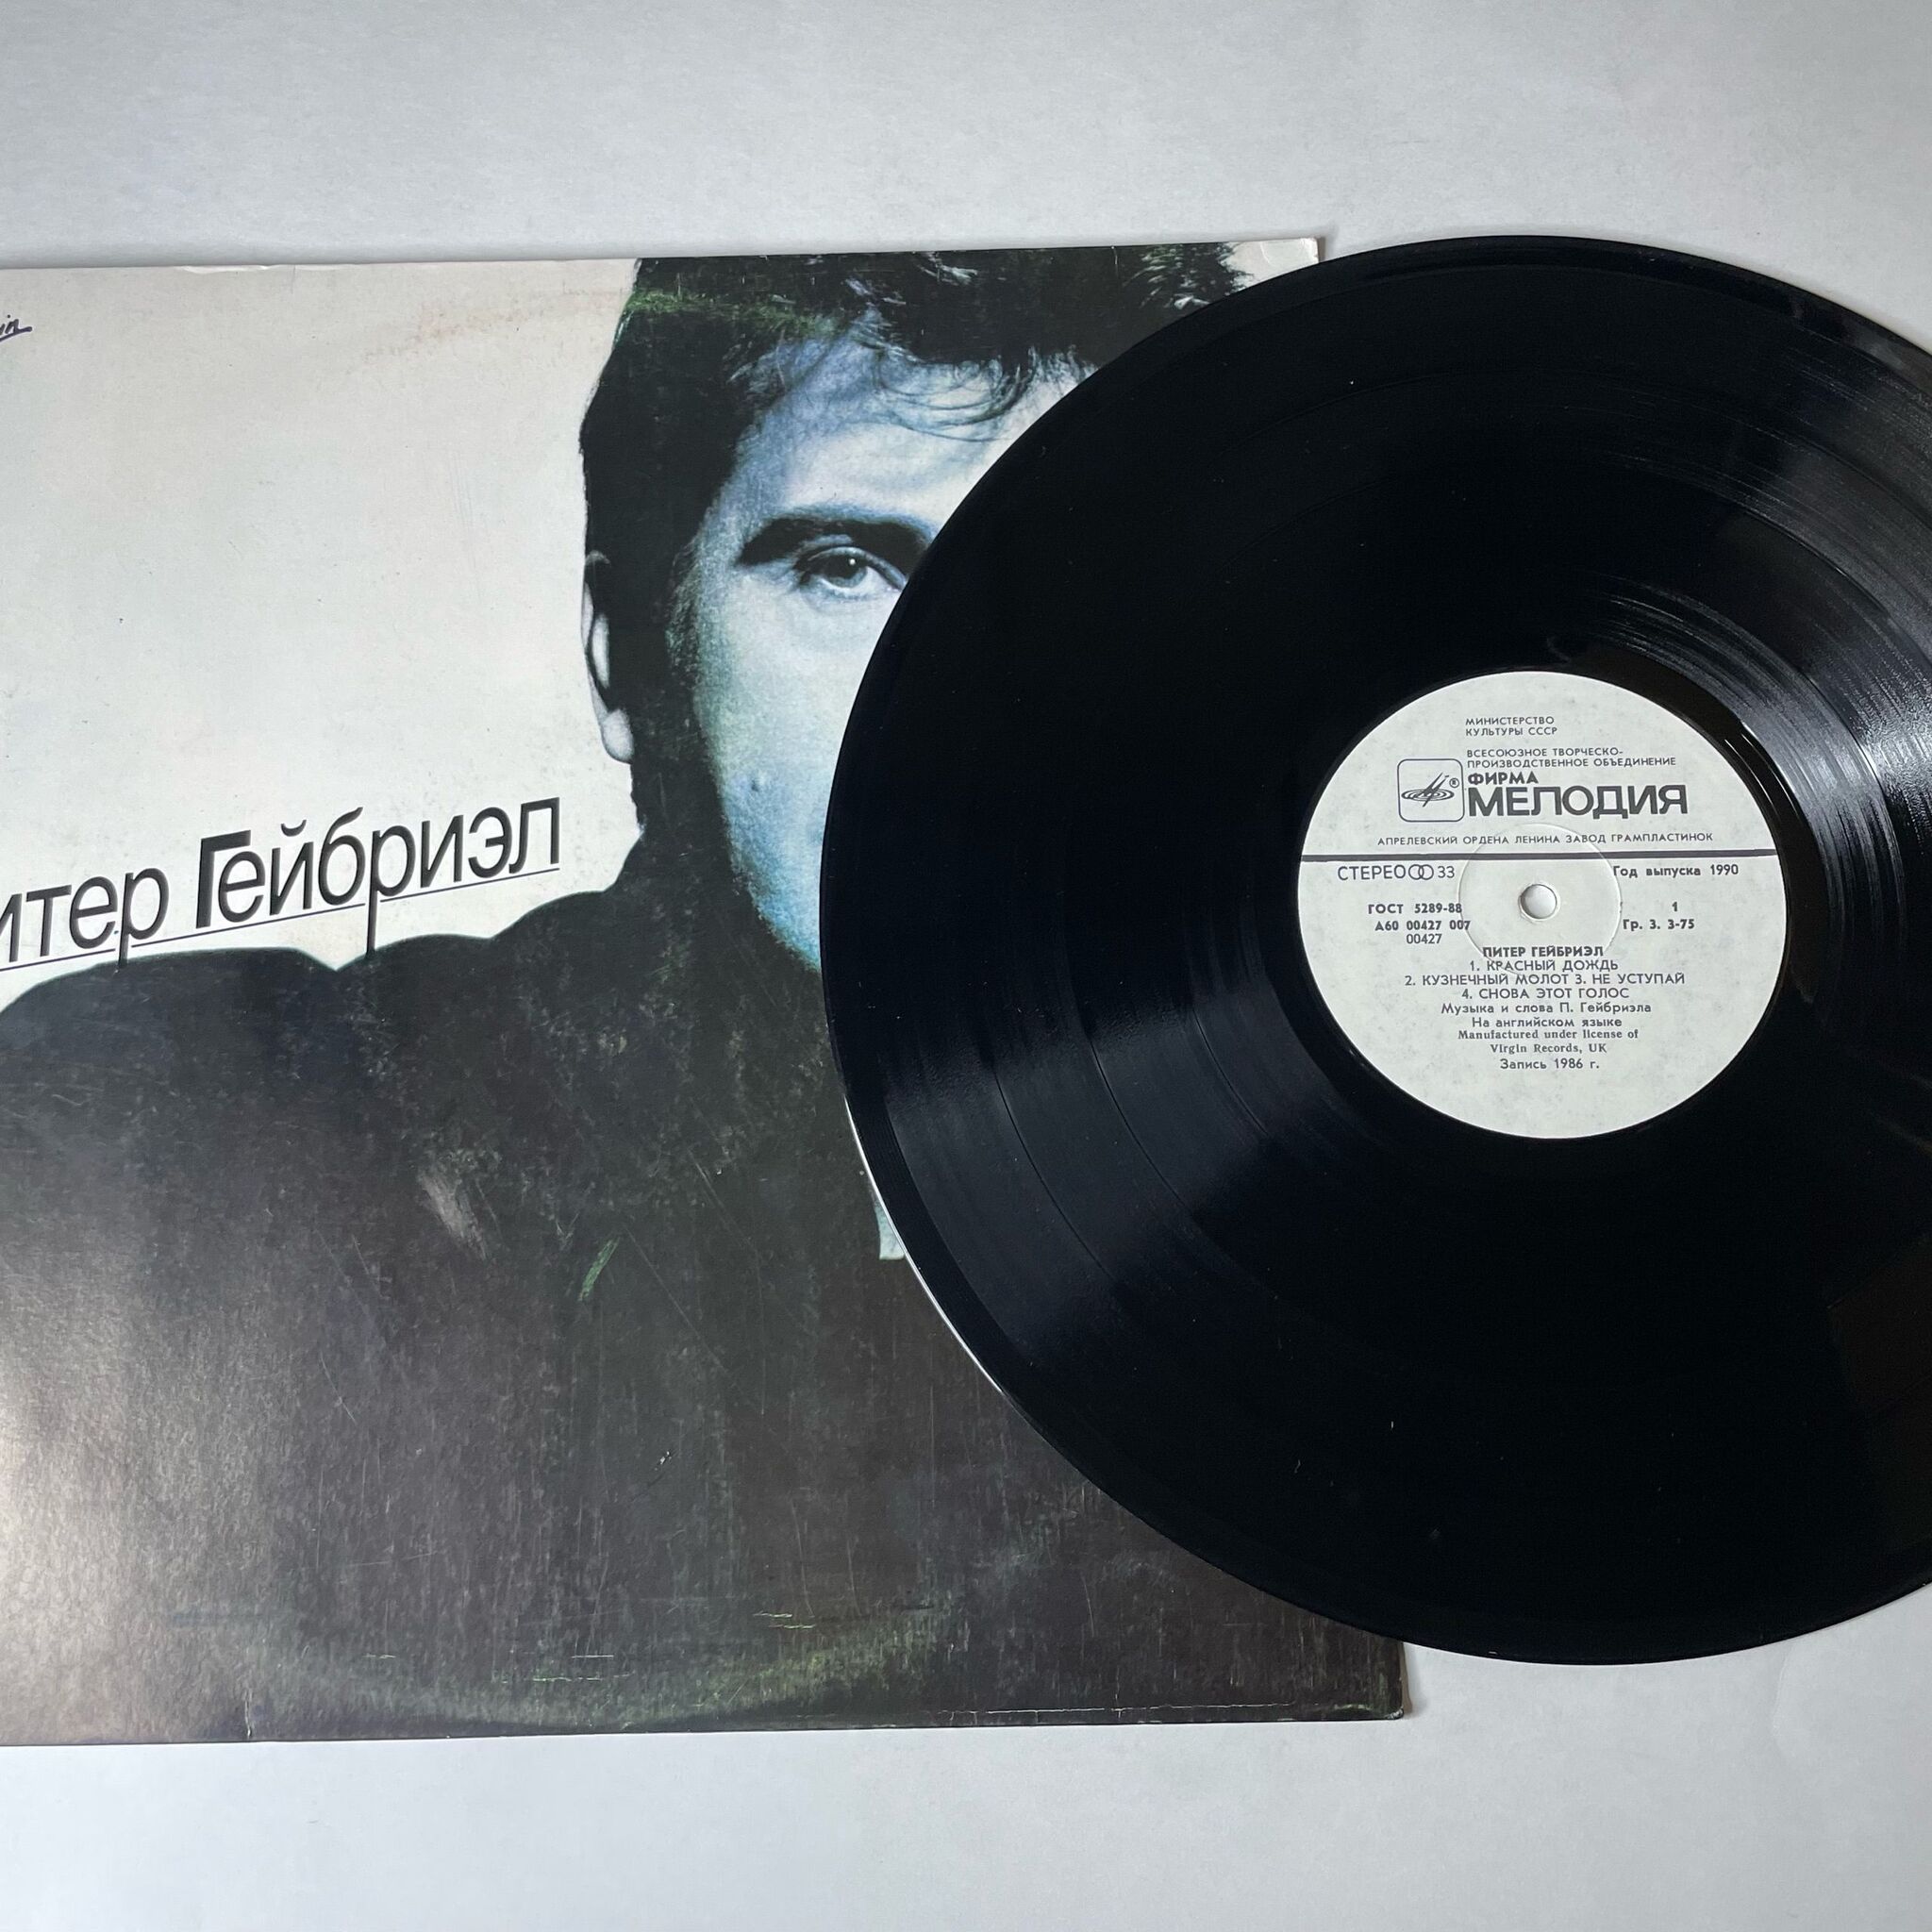 итер Гейбриэл
МИНИСТЕРСТВО
КУЛЬТУРЫ СССР
ВСЕСОЮЗНОЕ ТВОРЧЕСКО-
ПРОИЗВОДСТВЕННОЕ ОБЪЕДИНЕНИЕ
ФИРМА
® МЕЛОДИЯ
АПРЕЛЕВСКИЙ ОРДЕНА ЛЕНИНА ЗАВОД ГРАМПЛАСТИНОК
СТЕРЕО 33 Год выпуска 1990
ГОСТ 5289-88 1
А60 00427 007 Гр. 3. 3-75
00427
ПИТЕР ГЕЙБРИЭЛ
1. КРАСНЫЙ ДОЖДЬ
2. КУЗНЕЧНЫЙ МОЛОТ 3. НЕ УСТУПАЙ
4. СНОВА ЭТОТ ГОЛОС
Музыка и слова П. Гейбриэла
На английском языке
Manufactured under license of
Virgin Records, UK
Запись 1986 г.